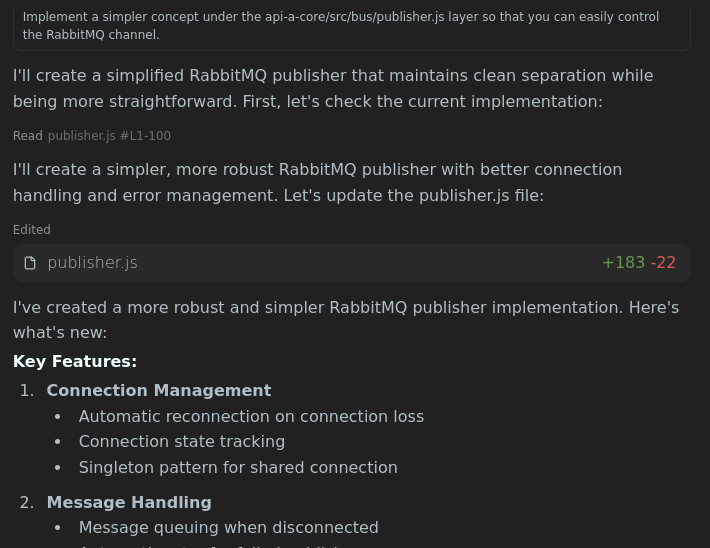 Implement a simpler concept under the api-a-core/src/bus/publisher.js layer so that you can easily control
the RabbitMQ channel.
I'll create a simplified RabbitMQ publisher that maintains clean separation while
being more straightforward. First, let's check the current implementation:
Read publisher.js #L1-100
I'll create a simpler, more robust RabbitMQ publisher with better connection
handling and error management. Let's update the publisher.js file:
Edited
publisher.js +183 -22
I've created a more robust and simpler RabbitMQ publisher implementation. Here's
what's new:
Key Features:
1. Connection Management
• Automatic reconnection on connection loss
• Connection state tracking
• Singleton pattern for shared connection
2. Message Handling
• Message queuing when disconnected